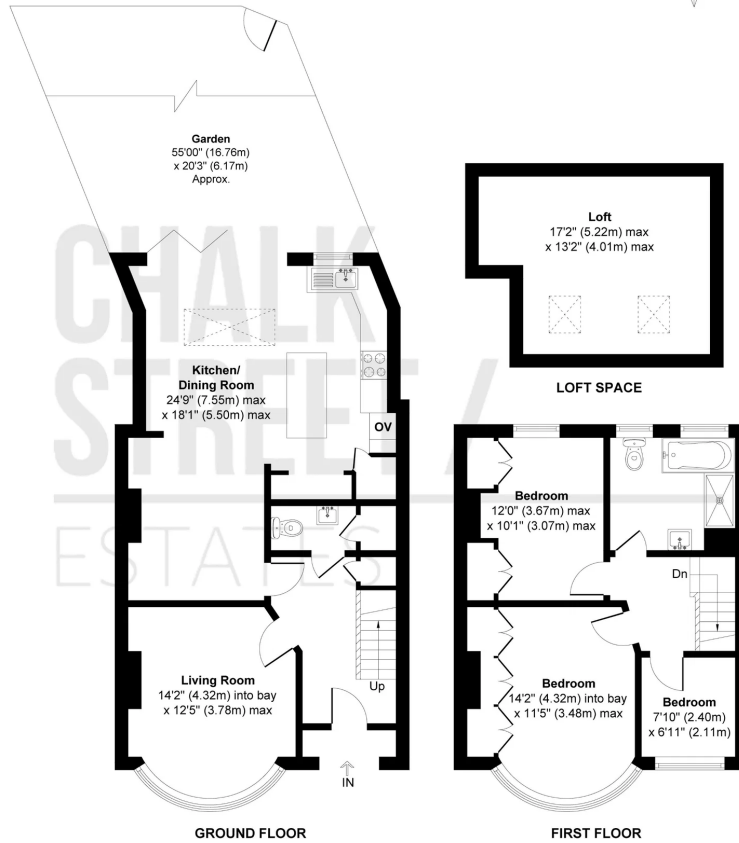 Garden
55'00" (16.76m)
x 20'3" (6.17m)
Approx.
CHALK
STREET /
ESTATES
Kitchen/
Dining Room
24'9" (7.55m) max
x 18'1" (5.50m) max
OV
Living Room
14'2" (4.32m) into bay
x 12'5" (3.78m) max
Up
IN
GROUND FLOOR
Loft
17'2" (5.22m) max
x 13'2" (4.01m) max
LOFT SPACE
Bedroom
12'0" (3.67m) max
x 10'1" (3.07m) max
Dn
Bedroom
14'2" (4.32m) into bay
x 11'5" (3.48m) max
Bedroom
7'10" (2.40m)
x 6'11" (2.11m)
FIRST FLOOR